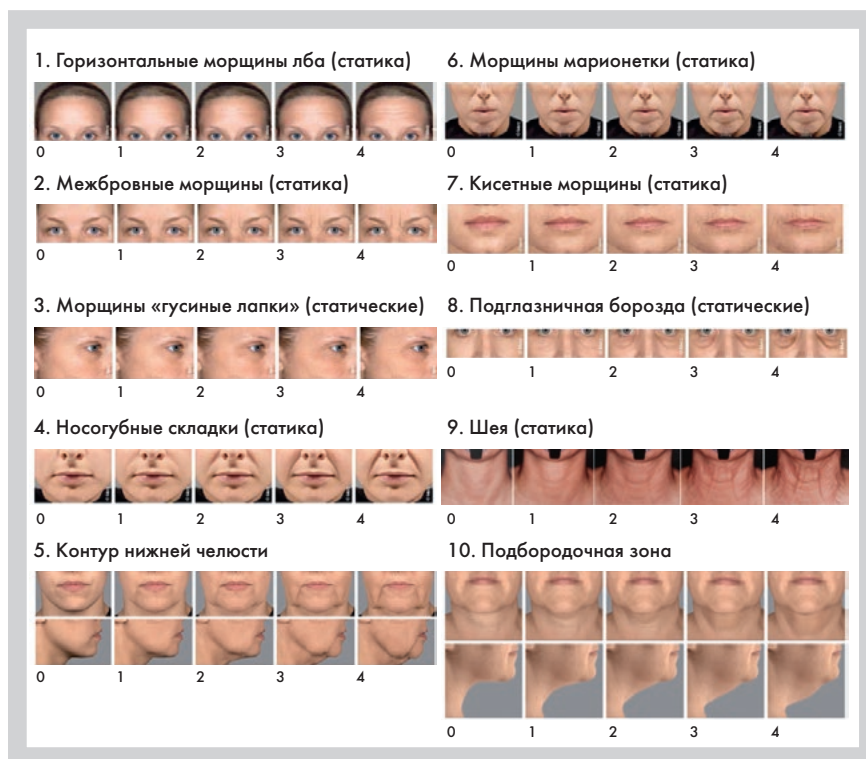 1. Горизонтальные морщины лба (статика)
0 1 2 3 4
2. Межбровные морщины (статика)
0 1 2 3 4
3. Морщины «гусиные лапки» (статические)
0 1 2 3 4
4. Носогубные складки (статика)
0 1 2 3 4
5. Контур нижней челюсти
0 1 2 3 4
6. Морщины марионетки (статика)
0 1 2 3 4
7. Кисетные морщины (статика)
0 1 2 3 4
8. Подглазничная борозда (статические)
0 1 2 3 4
9. Шея (статика)
0 1 2 3 4
10. Подбородочная зона
0 1 2 3 4